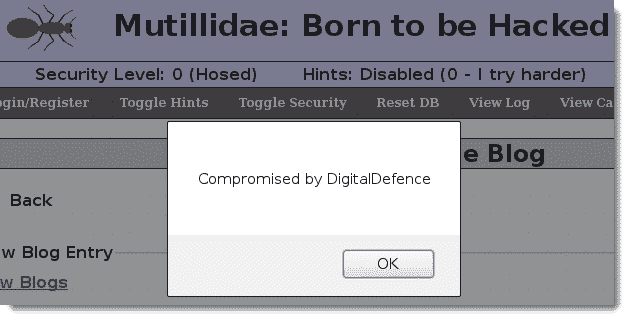 Mutillidae: Born to be Hacked
Security Level: 0 (Hosed) Hints: Disabled (0 - I try harder)
ogin/Register Toggle Hints Toggle Security Reset DB View Log View Ca
e Blog
Compromised by DigitalDefence
Back
w Blog Entry
w Blogs
OK